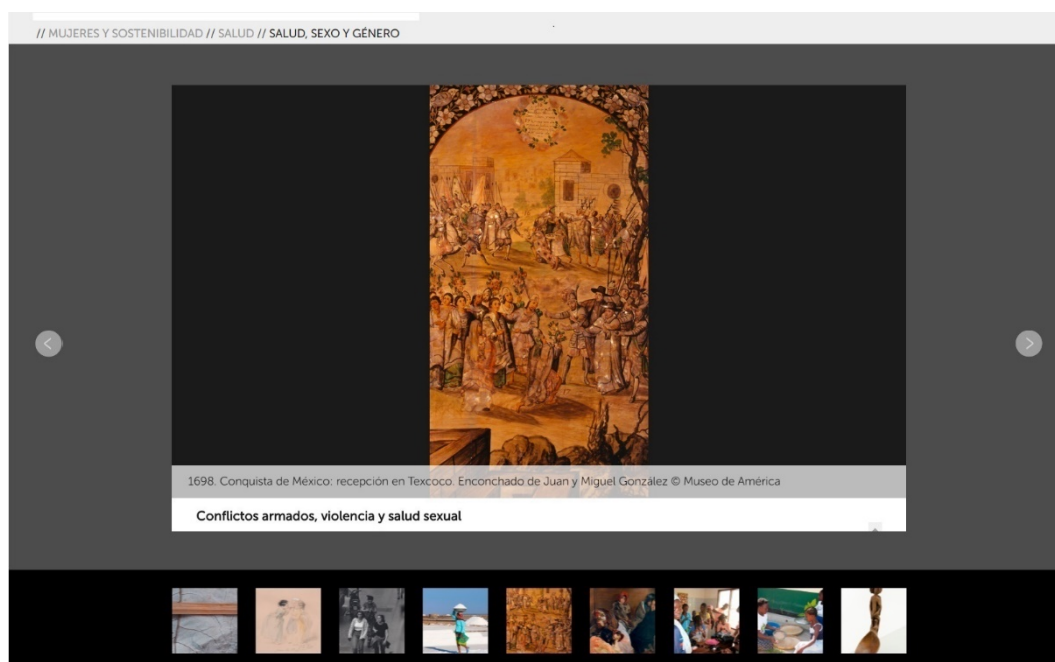 // MUJERES Y SOSTENIBILIDAD // SALUD // SALUD, SEXO Y GÉNERO
1698. Conquista de México: recepción en Texcoco. Enconchado de Juan y Miguel González © Museo de América
Conflictos armados, violencia y salud sexual